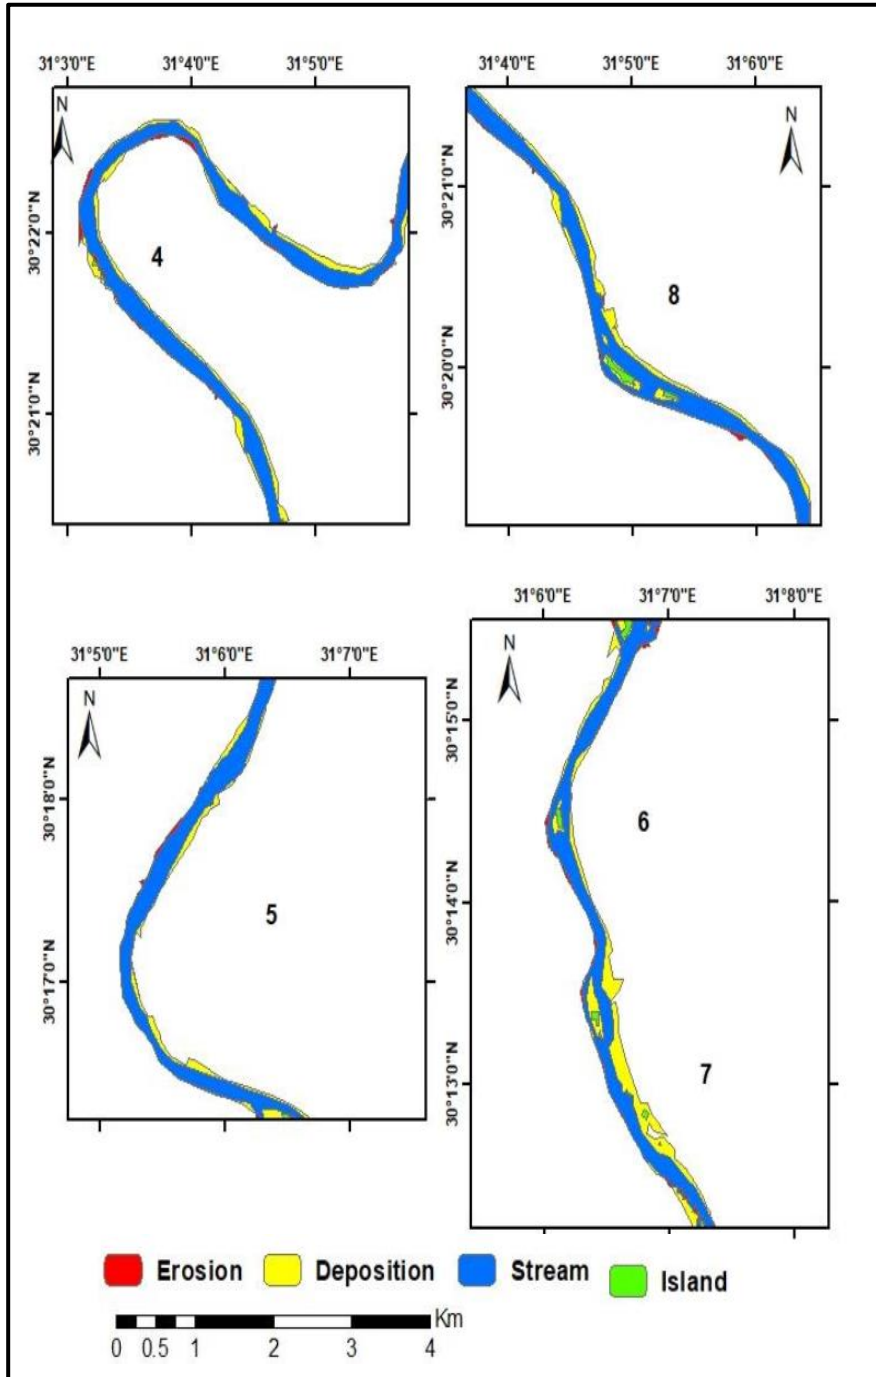 31°3'0"E 31°4'0"E 31°5'0"E
N
30°22'0"N
30°21'0"N
4
31°4'0"E 31°5'0"E 31°6'0"E
N
30°21'0"N
30°20'0"N
8
31°5'0"E 31°6'0"E 31°7'0"E
N
30°18'0"N
30°17'0"N
5
31°6'0"E 31°7'0"E 31°8'0"E
N
30°15'0"N
30°14'0"N
30°13'0"N
6
7
Erosion Deposition Stream Island
Km
0 0.5 1 2 3 4